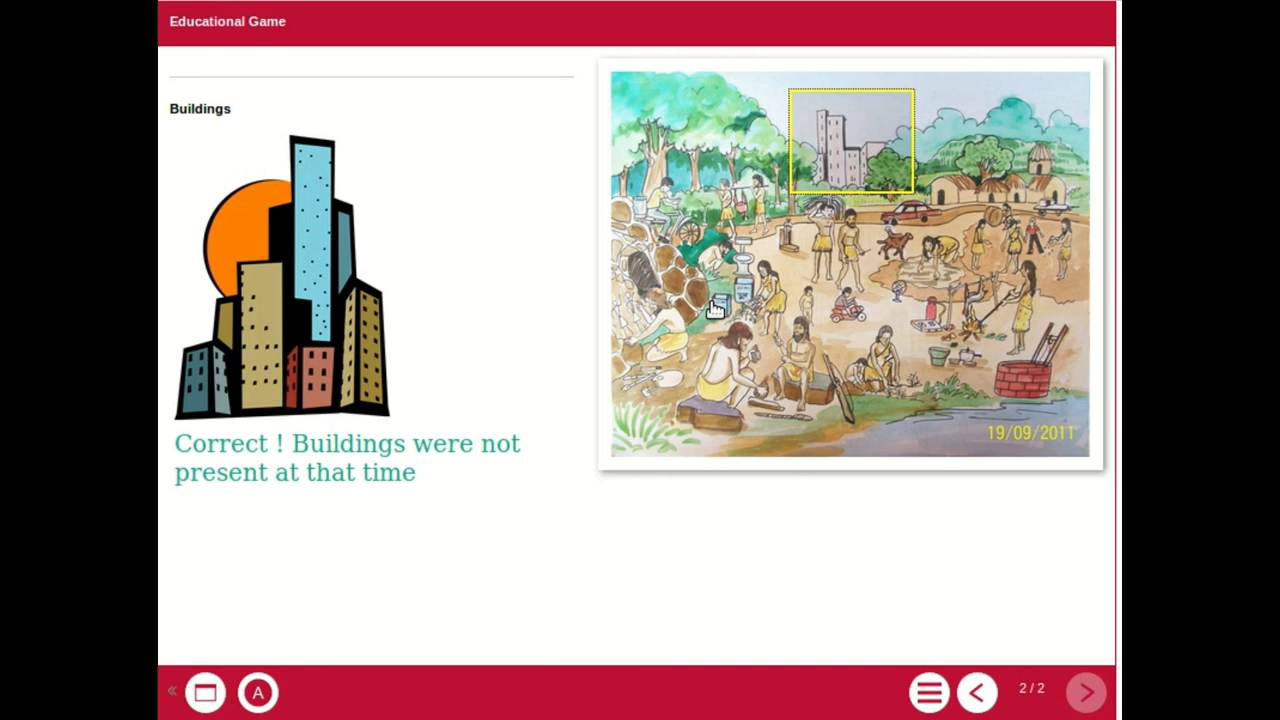 Educational Game
Buildings
Correct ! Buildings were not
present at that time
19/09/2011
A
2 / 2